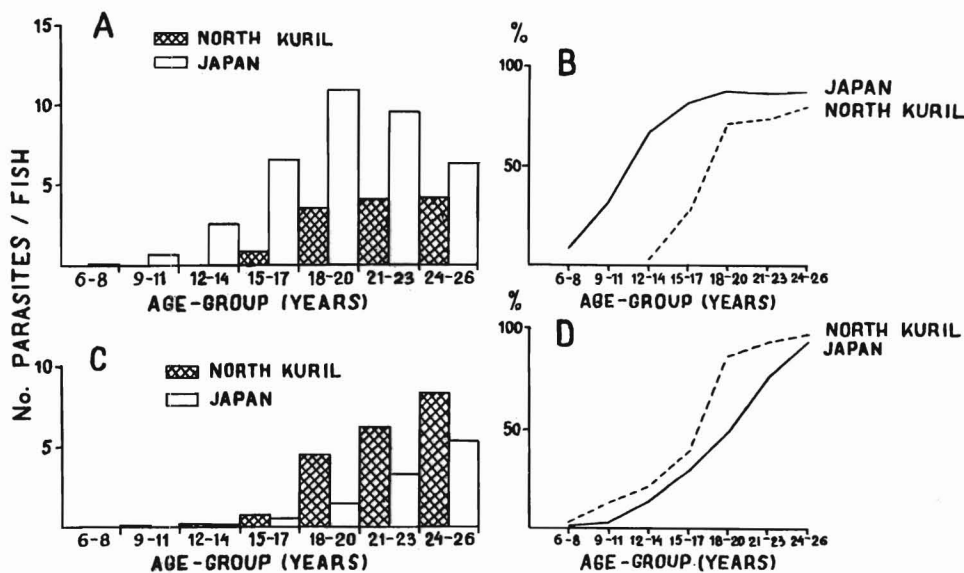 No. PARASITES / FISH
A
15
10
5
NORTH KURIL
JAPAN
6-8 9-11 12-14 15-17 18-20 21-23 24-26
AGE-GROUP (YEARS)
B
%
100
50
JAPAN
NORTH KURIL
6-8 9-11 12-14 15-17 18-20 21-23 24-26
AGE-GROUP (YEARS)
C
10
5
NORTH KURIL
JAPAN
6-8 9-11 12-14 15-17 18-20 21-23 24-26
AGE-GROUP (YEARS)
D
%
100
50
NORTH KURIL
JAPAN
6-8 9-11 12-14 15-17 18-20 21-23 24-26
AGE-GROUP (YEARS)